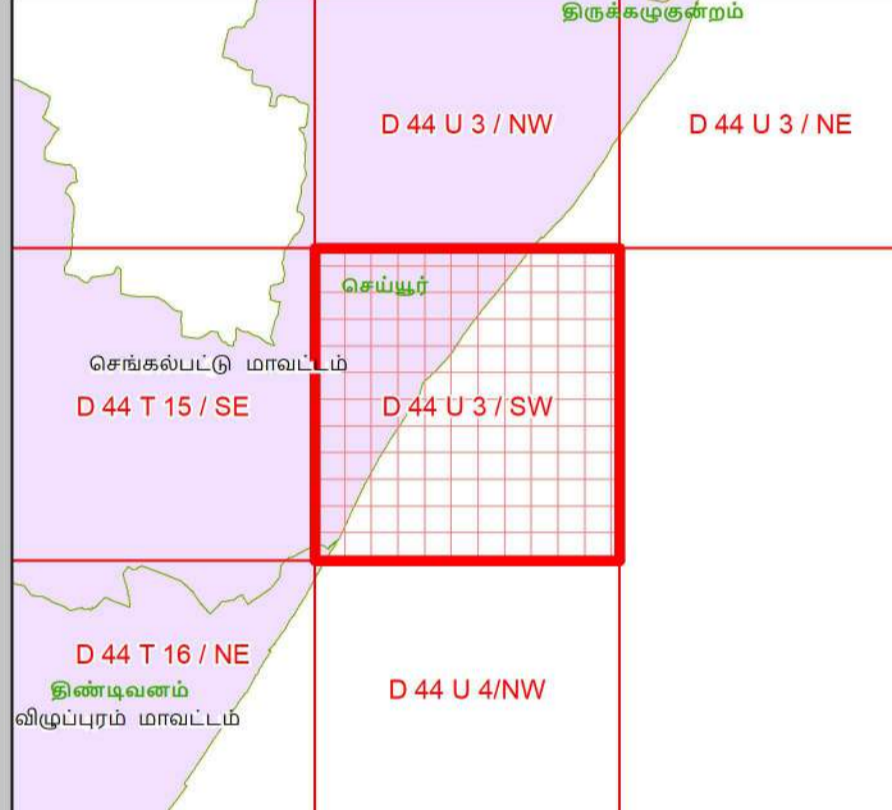 திருக்கழுகுன்றம்
D 44 U 3 / NW
D 44 U 3 / NE
செய்யூர்
செங்கல்பட்டு மாவட்டம்
D 44 T 15 / SE
D 44 U 3 / SW
D 44 T 16 / NE
திண்டிவனம்
விழுப்புரம் மாவட்டம்
D 44 U 4/NW